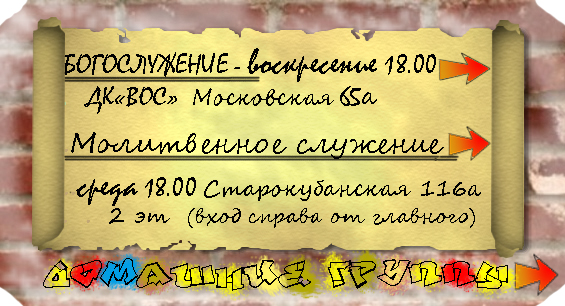 БОГОСЛУЖЕНИЕ - воскресение 18.00
ДК«ВОС» Московская 65а
Молитвенное служение
среда 18.00 Старокубанская 116а
2 эт (вход справа от главного)
ДОМАШНИЕ ГРУППЫ